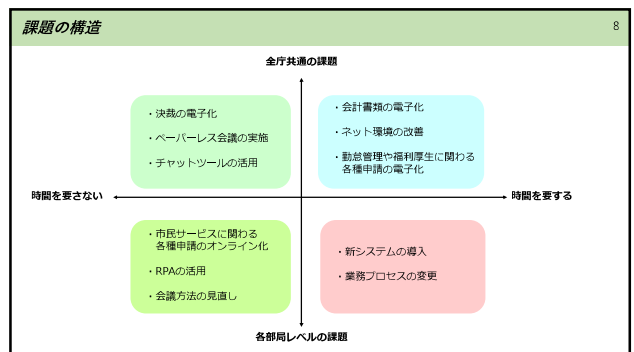 課題の構造
8
全庁共通の課題
・決裁の電子化
・ペーパーレス会議の実施
・チャットツールの活用
・会計書類の電子化
・ネット環境の改善
・勤怠管理や福利厚生に関わる
各種申請の電子化
時間を要さない
時間を要する
・市民サービスに関わる
各種申請のオンライン化
・RPAの活用
・会議方法の見直し
・新システムの導入
・業務プロセスの変更
各部局レベルの課題